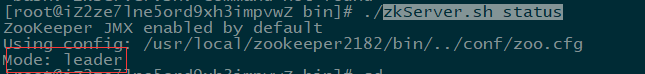 [root@iZ2ze7lne5ord9xh3impvwZ bin]# ./zkServer.sh status
ZooKeeper JMX enabled by default
Using config: /usr/local/zookeeper2182/bin/../conf/zoo.cfg
Mode: leader